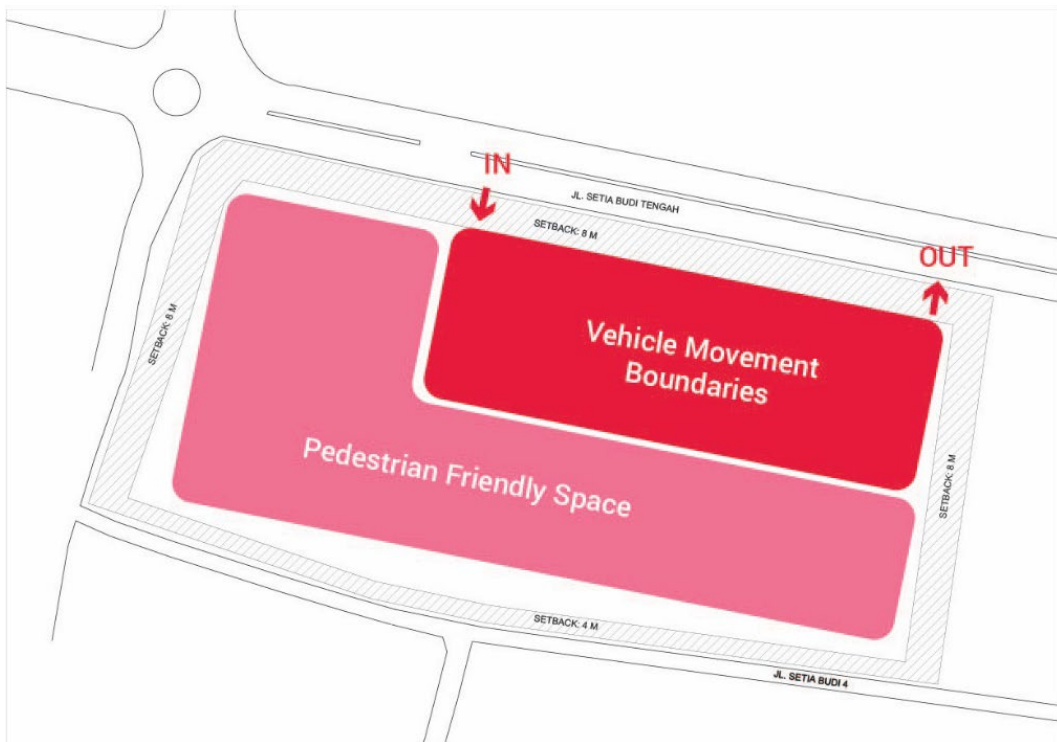 IN
JL. SETIA BUDI TENGAH
SETBACK: 8 M
OUT
Vehicle Movement
Boundaries
SETBACK: 8 M
Pedestrian Friendly Space
SETBACK: 8 M
SETBACK: 4 M
JL. SETIA BUDI 4